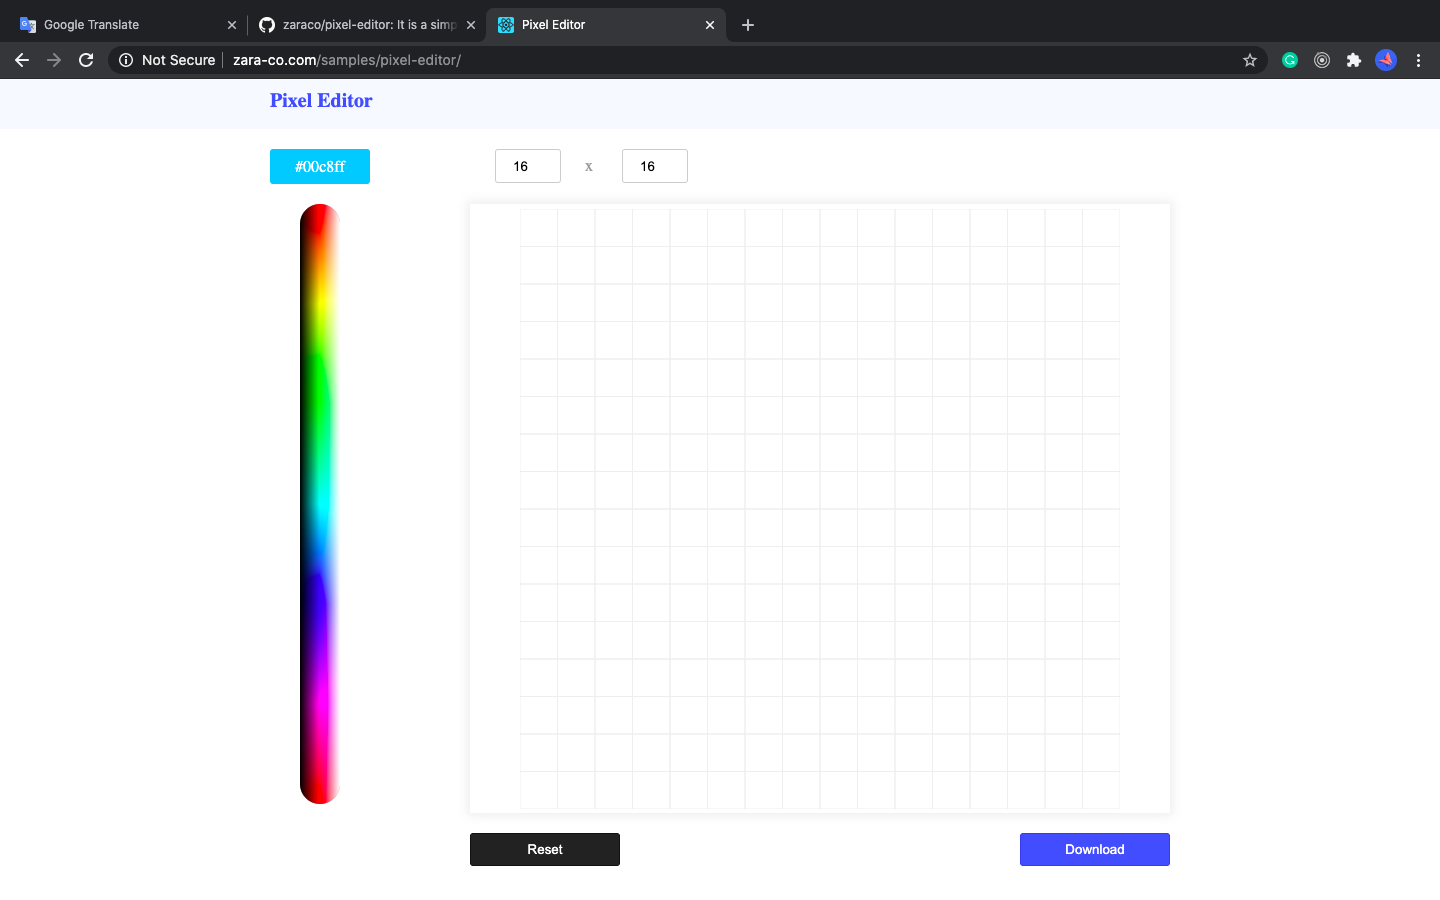 Google Translate
zaraco/pixel-editor: It is a simp
Pixel Editor
Not Secure
zara-co.com/samples/pixel-editor/
Pixel Editor
#00c8ff
16 x 16
Reset
Download